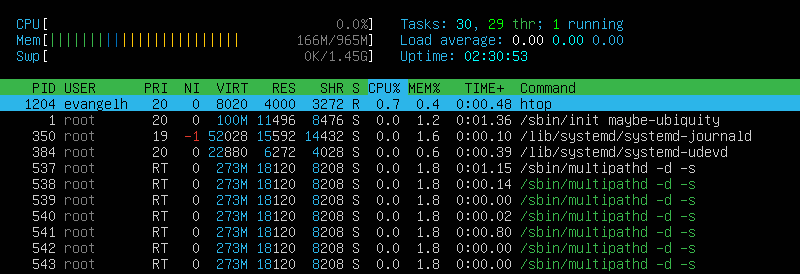 CPU[ 0.0%] Tasks: 30, 29 thr; 1 running
Mem[|||||||||||||||||||||||||| 166M/965M] Load average: 0.00 0.00 0.00
Swp[ 0K/1.45G] Uptime: 02:30:53
PID USER PRI NI VIRT RES SHR S CPU% MEM% TIME+ Command
1204 evangelh 20 0 8020 4000 3272 R 0.7 0.4 0:00.48 htop
1 root 20 0 100M 11496 8476 S 0.0 1.2 0:01.36 /sbin/init maybe-ubiquity
350 root 19 -1 52028 15592 14432 S 0.0 1.6 0:00.10 /lib/systemd/systemd-journald
384 root 20 0 22880 6272 4028 S 0.0 0.6 0:00.39 /lib/systemd/systemd-udevd
537 root RT 0 273M 18120 8208 S 0.0 1.8 0:01.15 /sbin/multipathd -d -s
538 root RT 0 273M 18120 8208 S 0.0 1.8 0:00.14 /sbin/multipathd -d -s
539 root RT 0 273M 18120 8208 S 0.0 1.8 0:00.00 /sbin/multipathd -d -s
540 root RT 0 273M 18120 8208 S 0.0 1.8 0:00.02 /sbin/multipathd -d -s
541 root RT 0 273M 18120 8208 S 0.0 1.8 0:00.80 /sbin/multipathd -d -s
542 root RT 0 273M 18120 8208 S 0.0 1.8 0:00.00 /sbin/multipathd -d -s
543 root RT 0 273M 18120 8208 S 0.0 1.8 0:00.00 /sbin/multipathd -d -s